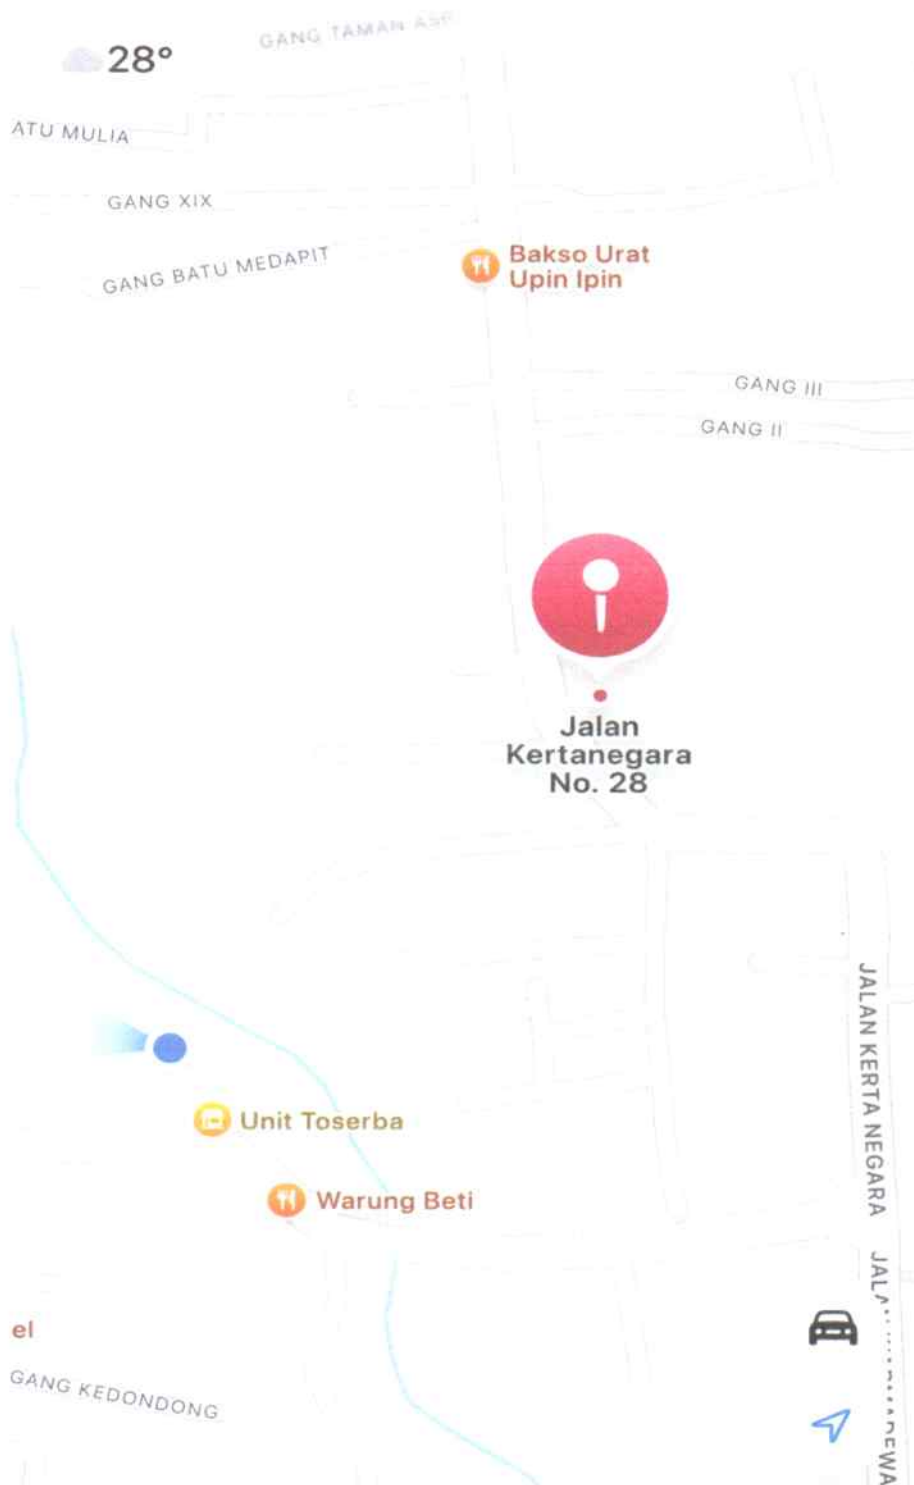 GANG TAMAN ASR
28°
ATU MULIA
GANG XIX
GANG BATU MEDAPIT
Bakso Urat
Upin Ipin
GANG III
GANG II
Jalan
Kertanegara
No. 28
JALAN KERTA NEGARA
Unit Toserba
Warung Beti
el
GANG KEDONDONG